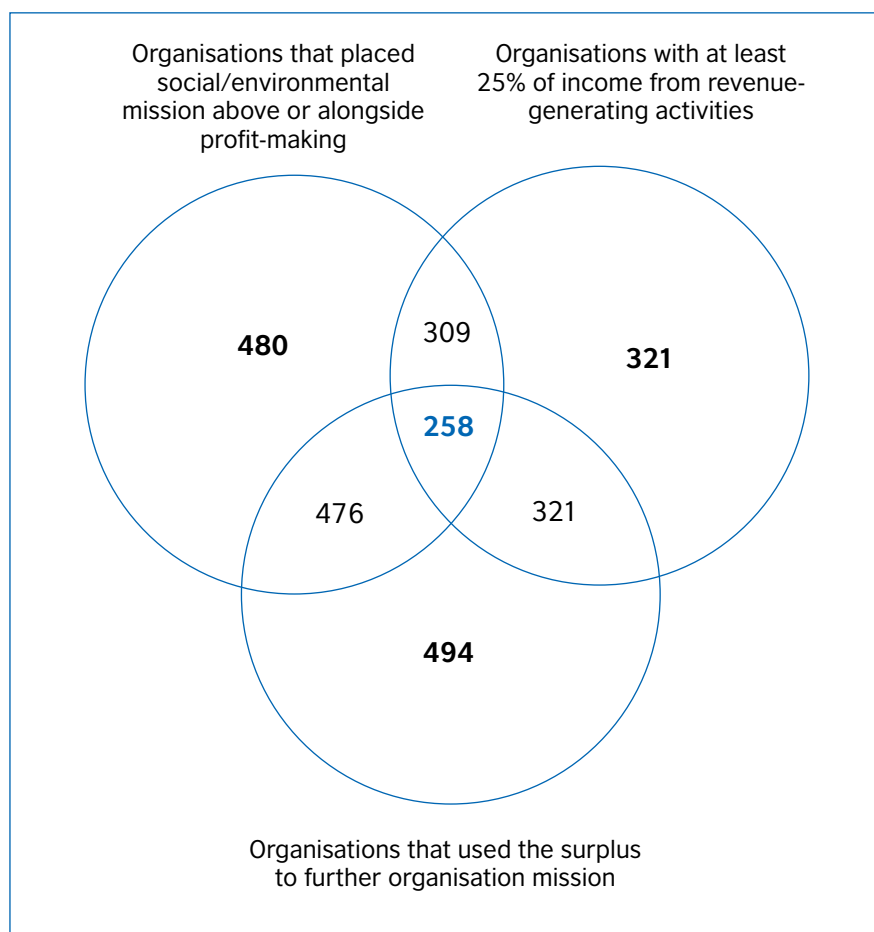 Organisations that placed
social/environmental
mission above or alongside
profit-making
Organisations with at least
25% of income from revenue-
generating activities
480
309
321
258
476
321
494
Organisations that used the surplus
to further organisation mission